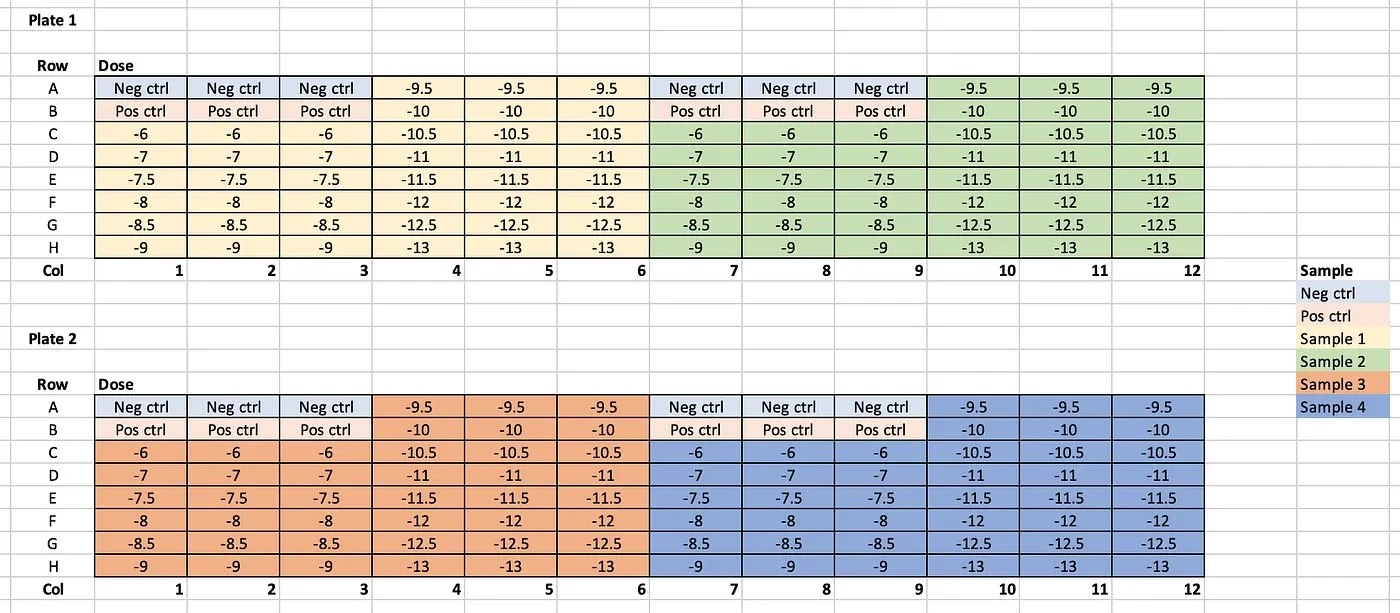 Plate 1
Row Dose
A Neg ctrl Neg ctrl Neg ctrl -9.5 -9.5 -9.5 Neg ctrl Neg ctrl Neg ctrl -9.5 -9.5 -9.5
B Pos ctrl Pos ctrl Pos ctrl -10 -10 -10 Pos ctrl Pos ctrl Pos ctrl -10 -10 -10
C -6 -6 -6 -10.5 -10.5 -10.5 -6 -6 -6 -10.5 -10.5 -10.5
D -7 -7 -7 -11 -11 -11 -7 -7 -7 -11 -11 -11
E -7.5 -7.5 -7.5 -11.5 -11.5 -11.5 -7.5 -7.5 -7.5 -11.5 -11.5 -11.5
F -8 -8 -8 -12 -12 -12 -8 -8 -8 -12 -12 -12
G -8.5 -8.5 -8.5 -12.5 -12.5 -12.5 -8.5 -8.5 -8.5 -12.5 -12.5 -12.5
H -9 -9 -9 -13 -13 -13 -9 -9 -9 -13 -13 -13
Col 1 2 3 4 5 6 7 8 9 10 11 12
Sample
Neg ctrl
Pos ctrl
Sample 1
Sample 2
Sample 3
Sample 4
Plate 2
Row Dose
A Neg ctrl Neg ctrl Neg ctrl -9.5 -9.5 -9.5 Neg ctrl Neg ctrl Neg ctrl -9.5 -9.5 -9.5
B Pos ctrl Pos ctrl Pos ctrl -10 -10 -10 Pos ctrl Pos ctrl Pos ctrl -10 -10 -10
C -6 -6 -6 -10.5 -10.5 -10.5 -6 -6 -6 -10.5 -10.5 -10.5
D -7 -7 -7 -11 -11 -11 -7 -7 -7 -11 -11 -11
E -7.5 -7.5 -7.5 -11.5 -11.5 -11.5 -7.5 -7.5 -7.5 -11.5 -11.5 -11.5
F -8 -8 -8 -12 -12 -12 -8 -8 -8 -12 -12 -12
G -8.5 -8.5 -8.5 -12.5 -12.5 -12.5 -8.5 -8.5 -8.5 -12.5 -12.5 -12.5
H -9 -9 -9 -13 -13 -13 -9 -9 -9 -13 -13 -13
Col 1 2 3 4 5 6 7 8 9 10 11 12